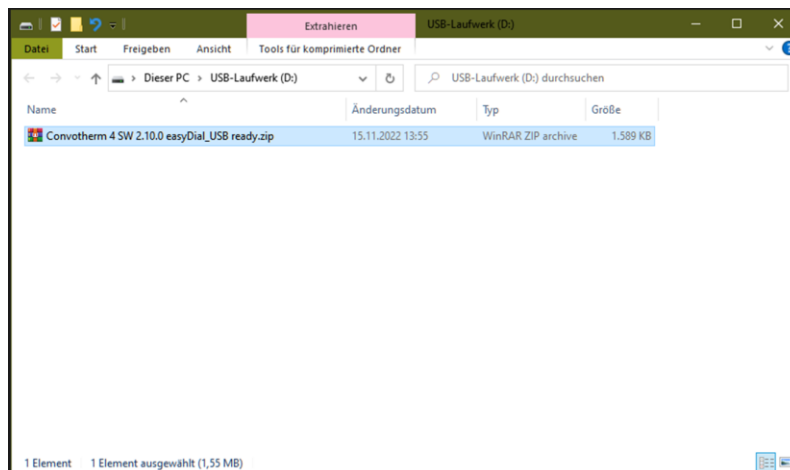 Extrahieren
USB-Laufwerk (D:)
Datei Start Freigeben Ansicht Tools für komprimierte Ordner
Dieser PC > USB-Laufwerk (D:)
USB-Laufwerk (D:) durchsuchen
Name Änderungsdatum Typ Größe
Convotherm 4 SW 2.10.0 easyDial_USB ready.zip 15.11.2022 13:55 WinRAR ZIP archive 1.589 KB
1 Element 1 Element ausgewählt (1,55 MB)